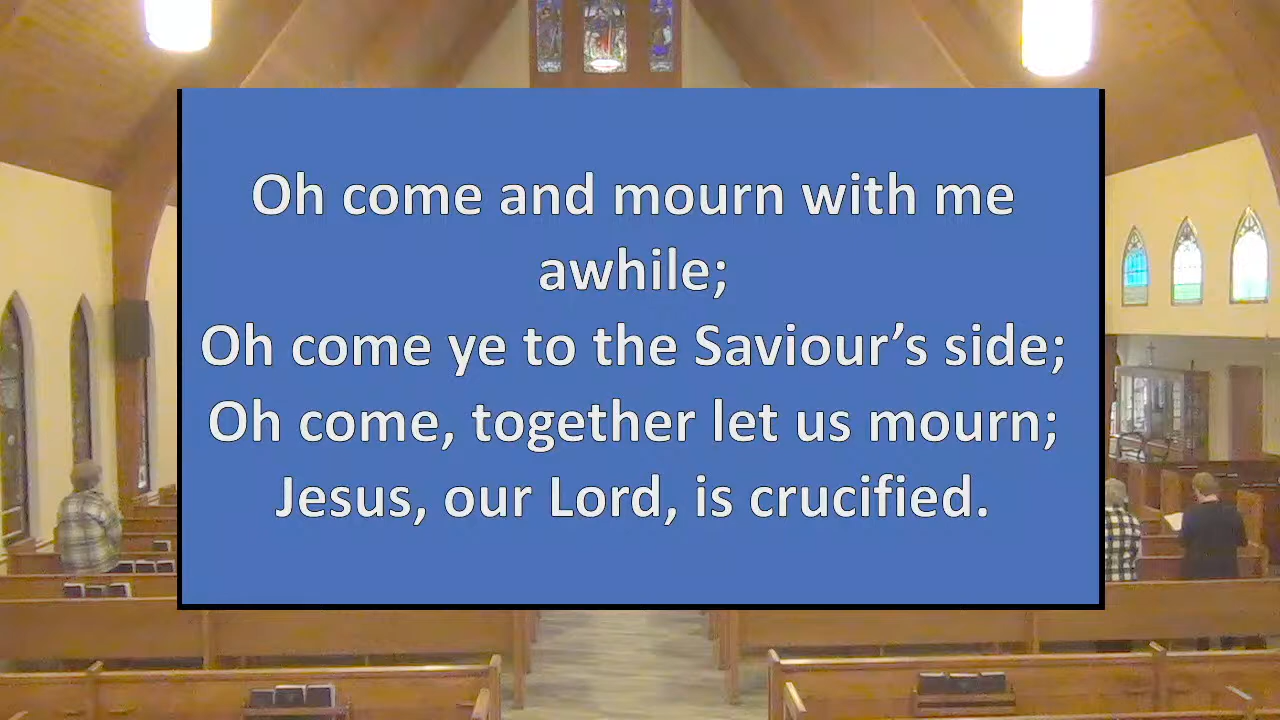 Oh come and mourn with me
awhile;
Oh come ye to the Saviour’s side;
Oh come, together let us mourn;
Jesus, our Lord, is crucified.